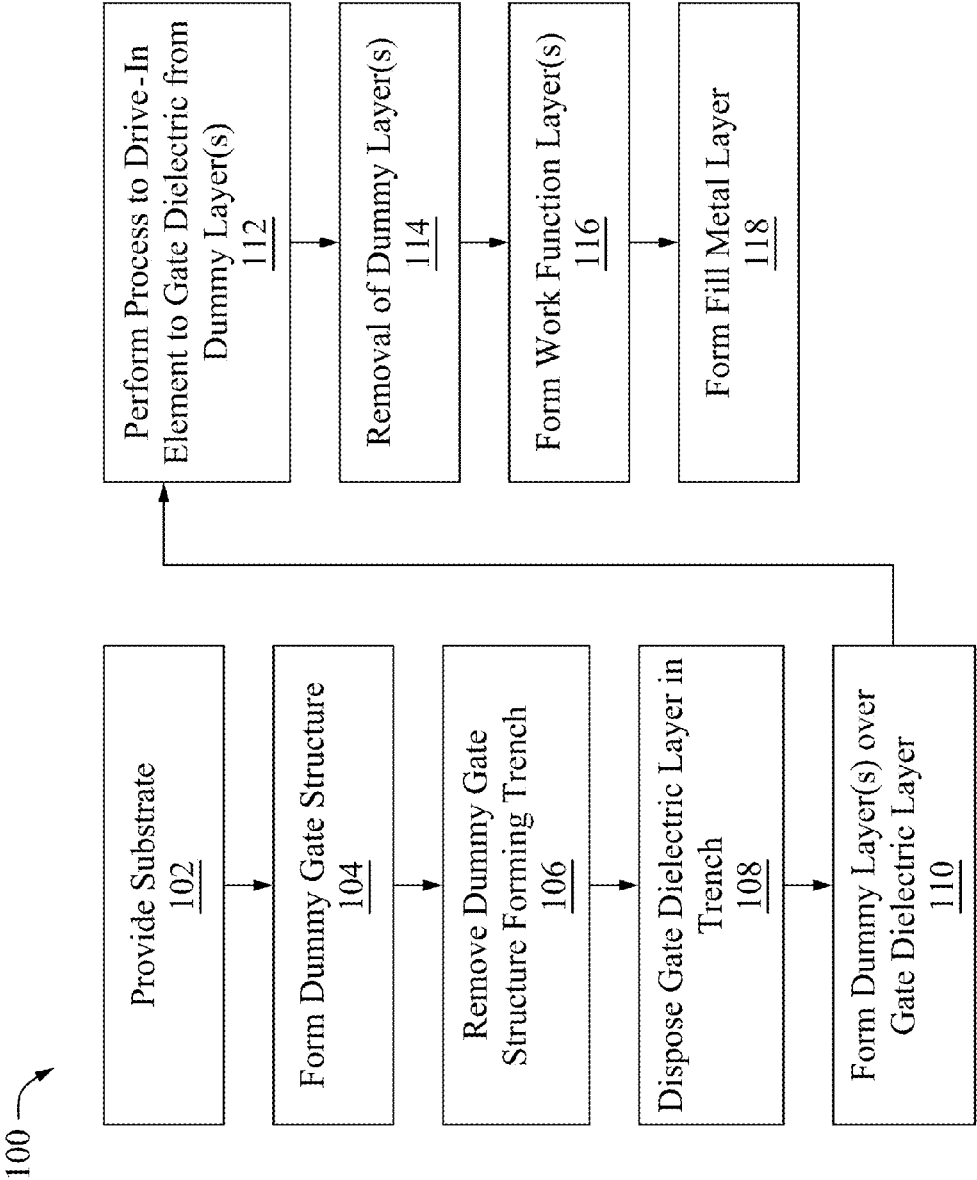 100
Provide Substrate
102
Form Dummy Gate Structure
104
Remove Dummy Gate
Structure Forming Trench
106
Dispose Gate Dielectric Layer in
Trench
108
Form Dummy Layer(s) over
Gate Dielectric Layer
110
Perform Process to Drive-In
Element to Gate Dielectric from
Dummy Layer(s)
112
Removal of Dummy Layer(s)
114
Form Work Function Layer(s)
116
Form Fill Metal Layer
118